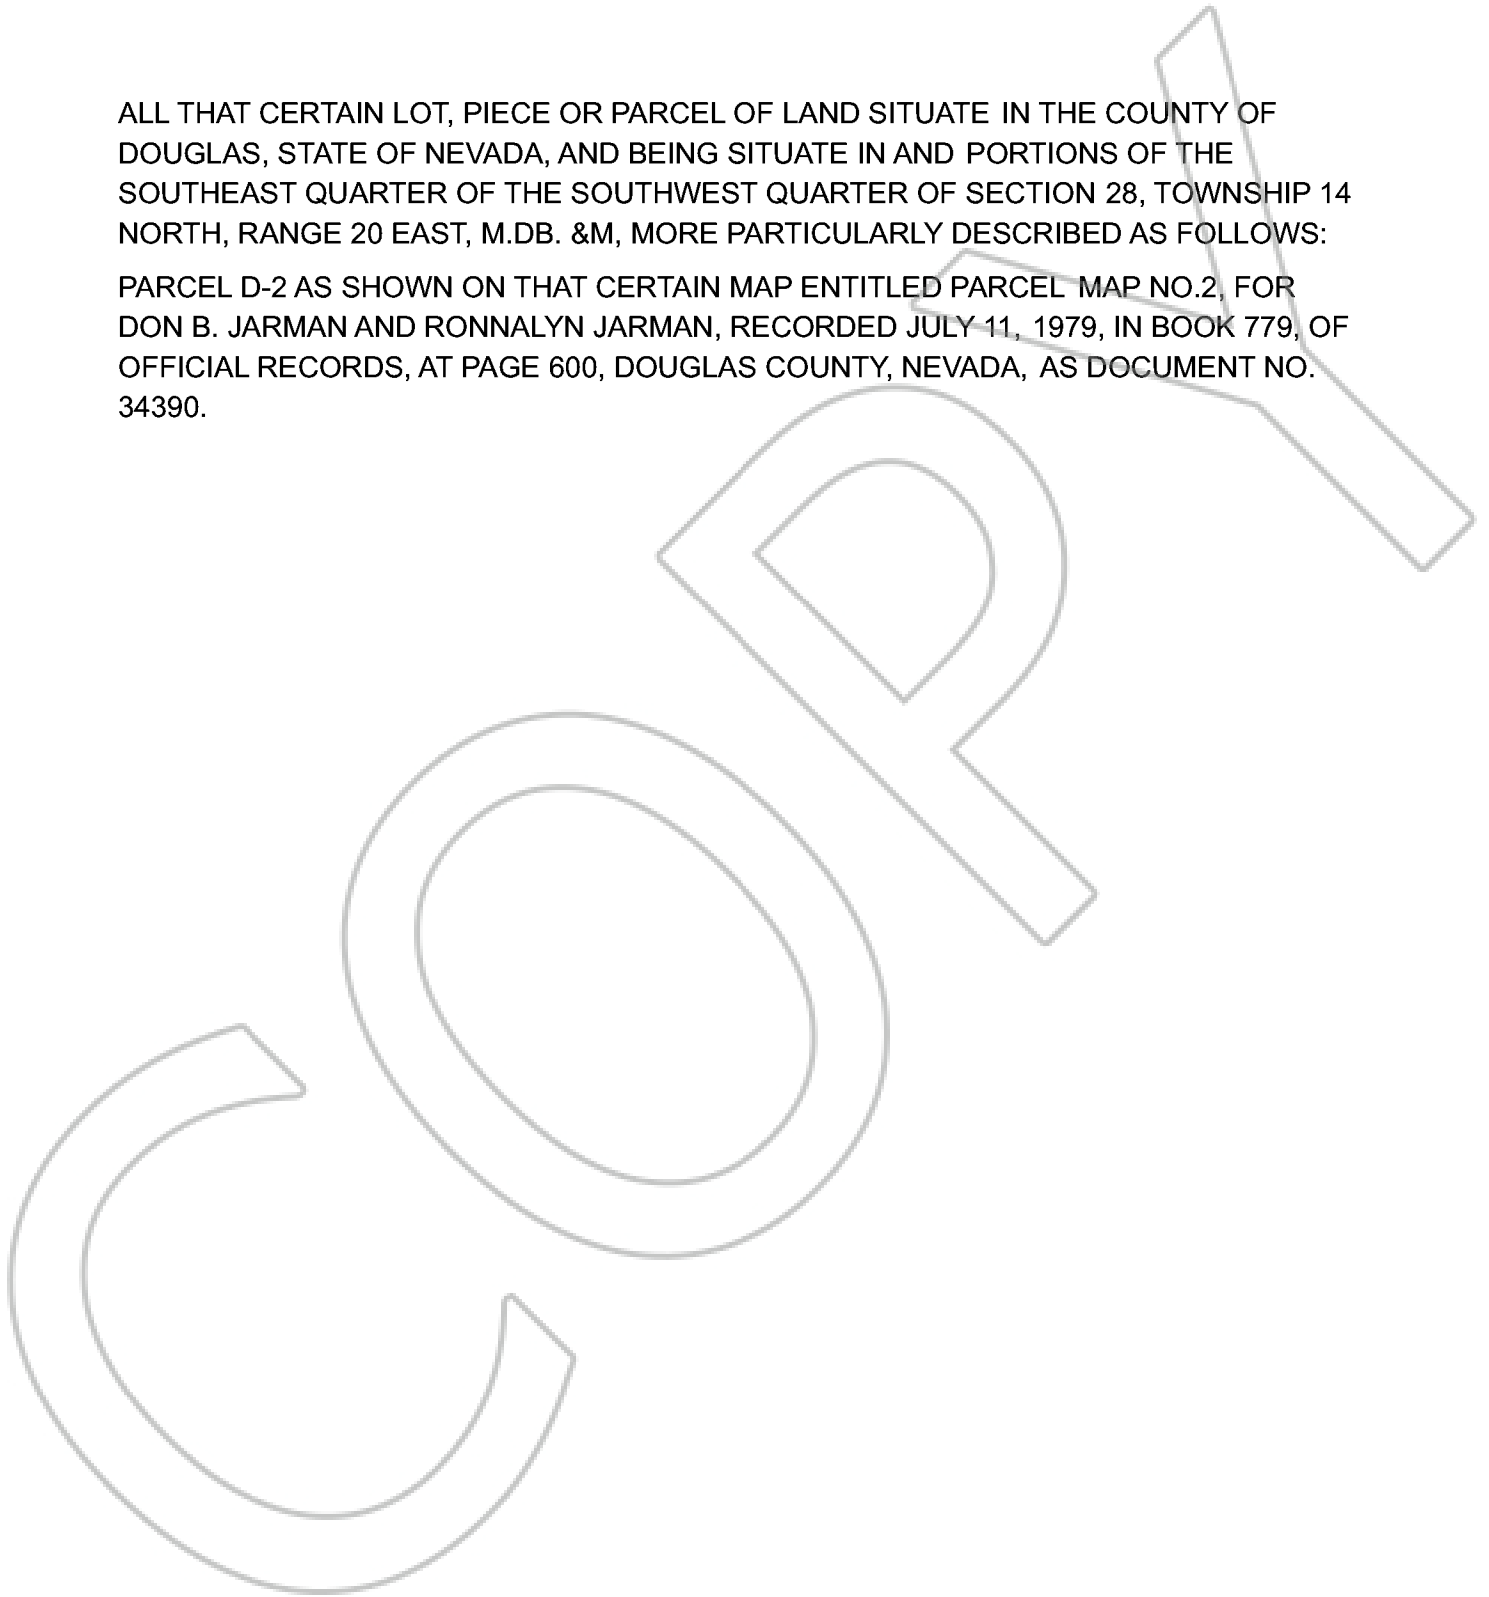 ALL THAT CERTAIN LOT, PIECE OR PARCEL OF LAND SITUATE IN THE COUNTY OF
DOUGLAS, STATE OF NEVADA, AND BEING SITUATE IN AND PORTIONS OF THE
SOUTHEAST QUARTER OF THE SOUTHWEST QUARTER OF SECTION 28, TOWNSHIP 14
NORTH, RANGE 20 EAST, M.DB. &M, MORE PARTICULARLY DESCRIBED AS FOLLOWS:
PARCEL D-2 AS SHOWN ON THAT CERTAIN MAP ENTITLED PARCEL MAP NO.2, FOR
DON B. JARMAN AND RONNALYN JARMAN, RECORDED JULY 11, 1979, IN BOOK 779, OF
OFFICIAL RECORDS, AT PAGE 600, DOUGLAS COUNTY, NEVADA, AS DOCUMENT NO.
34390.
COPY